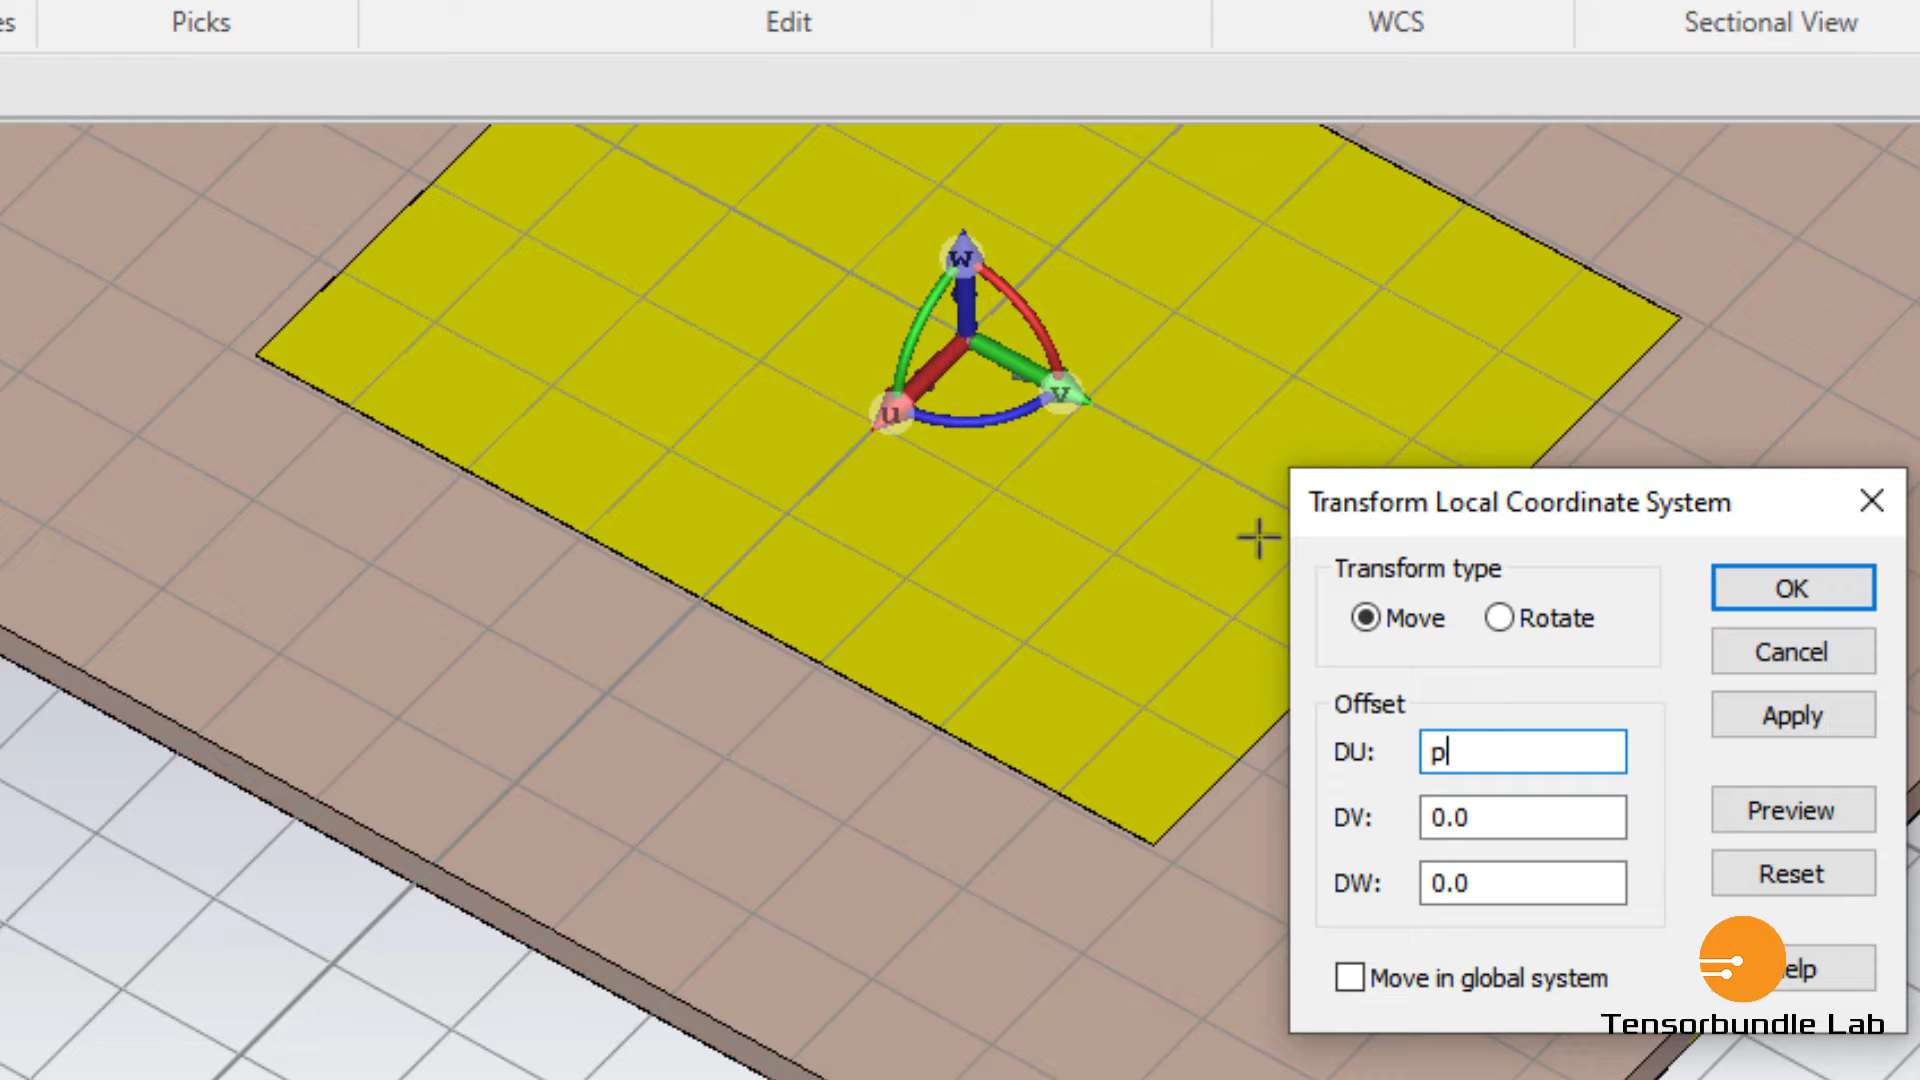 es
Picks
Edit
WCS
Sectional View
w
v
u
Transform Local Coordinate System
Transform type
Move
Rotate
OK
Cancel
Apply
Offset
DU:
p
DV:
0.0
DW:
0.0
Preview
Reset
elp
Move in global system
Tensorbundle Lab